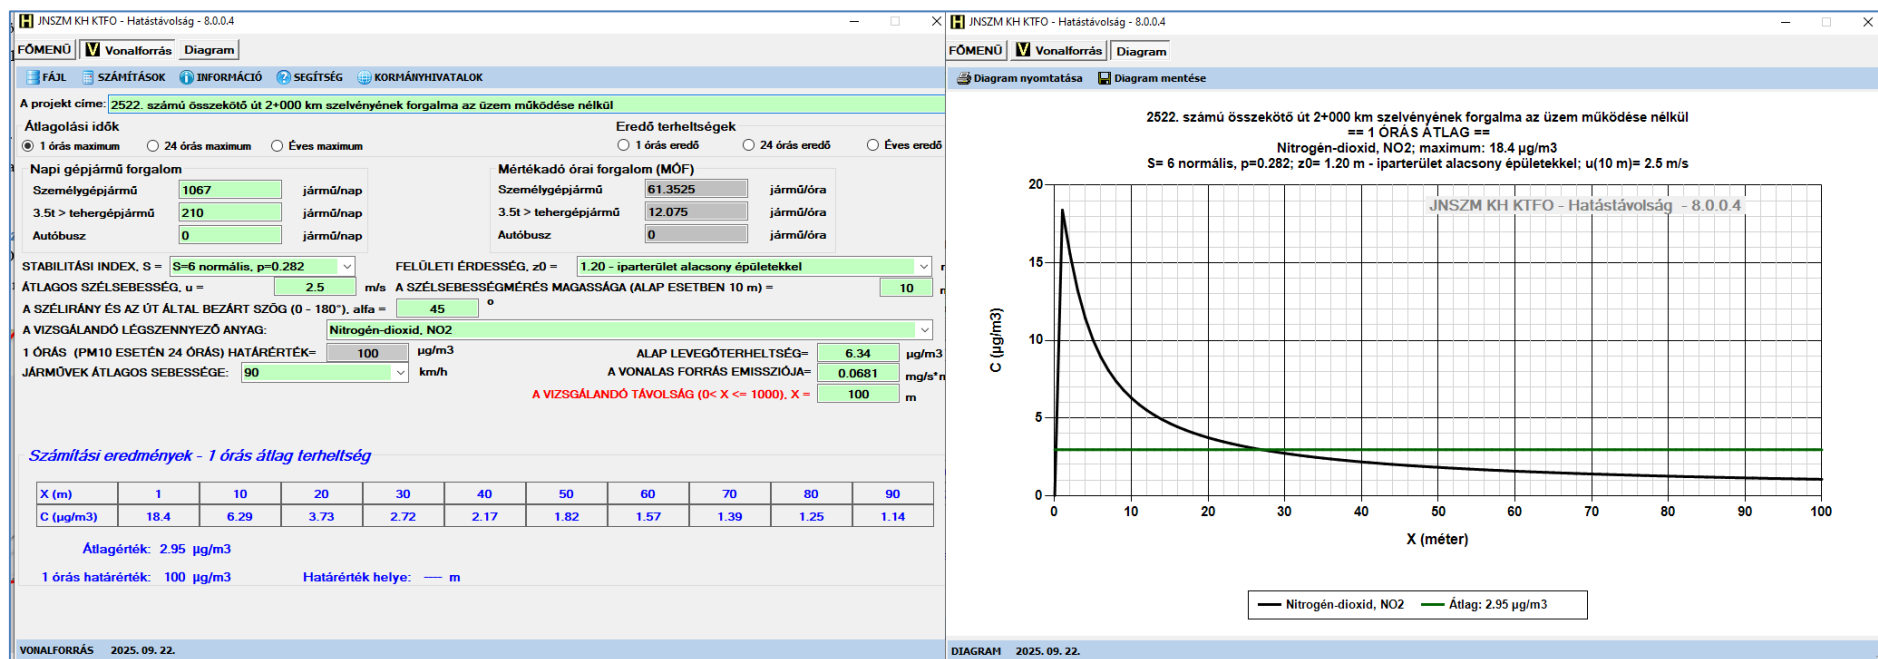 JNSZM KH KTFO - Hatástávolság - 8.0.0.4
FŐMENÜ V Vonalforrás Diagram
FÁJL SZÁMÍTÁSOK INFORMÁCIÓ SEGÍTSÉG KORMÁNYHIVATALOK
A projekt címe: 2522. számú összekötő út 2+000 km szelvényének forgalma az üzem működése nélkül
Átlagolási idők Eredő terheltségek
1 órás maximum 24 órás maximum Éves maximum 1 órás eredő 24 órás eredő Éves eredő
Napi gépjármű forgalom Mértékadó órai forgalom (MÓF)
Személygépjármű 1067 jármű/nap Személygépjármű 61.3525 jármű/óra
3.5t > tehergépjármű 210 jármű/nap 3.5t > tehergépjármű 12.075 jármű/óra
Autóbusz 0 jármű/nap Autóbusz 0 jármű/óra
STABILITÁSI INDEX, S = S=6 normális, p=0.282 FELÜLETI ÉRDESSÉG, z0 = 1.20 - iparterület alacsony épületekkel
ÁTLAGOS SZÉLSEBESSÉG, u = 2.5 m/s A SZÉLSEBESSÉGMÉRÉS MAGASSÁGA (ALAP ESETBEN 10 m) = 10
A SZÉLIRÁNY ÉS AZ ÚT ÁLTAL BEZÁRT SZÖG (0 - 180°), alfa = 45 °
A VIZSGÁLANDÓ LÉGSZENNYEZŐ ANYAG: Nitrogén-dioxid, NO2
1 ÓRÁS (PM10 ESETÉN 24 ÓRÁS) HATÁRÉRTÉK= 100 µg/m3 ALAP LEVEGŐTERHELTSÉG= 6.34 µg/m3
JÁRMŰVEK ÁTLAGOS SEBESSÉGE: 90 km/h A VONALAS FORRÁS EMISSZIÓJA= 0.0681 mg/s*m
A VIZSGÁLANDÓ TÁVOLSÁG (0< X <= 1000), X = 100 m
Számítási eredmények - 1 órás átlag terheltség
X (m) 1 10 20 30 40 50 60 70 80 90
C (µg/m3) 18.4 6.29 3.73 2.72 2.17 1.82 1.57 1.39 1.25 1.14
Átlagérték: 2.95 µg/m3
1 órás határérték: 100 µg/m3 Határérték helye: --- m
VONALFORRÁS 2025. 09. 22.
JNSZM KH KTFO - Hatástávolság - 8.0.0.4
FŐMENÜ V Vonalforrás Diagram
Diagram nyomtatása Diagram mentése
2522. számú összekötő út 2+000 km szelvényének forgalma az üzem működése nélkül
== 1 ÓRÁS ÁTLAG ==
Nitrogén-dioxid, NO2; maximum: 18.4 µg/m3
S= 6 normális, p=0.282; z0= 1.20 m - iparterület alacsony épületekkel; u(10 m)= 2.5 m/s
JNSZM KH KTFO - Hatástávolság - 8.0.0.4
C (µg/m3)
20
15
10
5
0
0 10 20 30 40 50 60 70 80 90 100
X (méter)
Nitrogén-dioxid, NO2 Átlag: 2.95 µg/m3
DIAGRAM 2025. 09. 22.